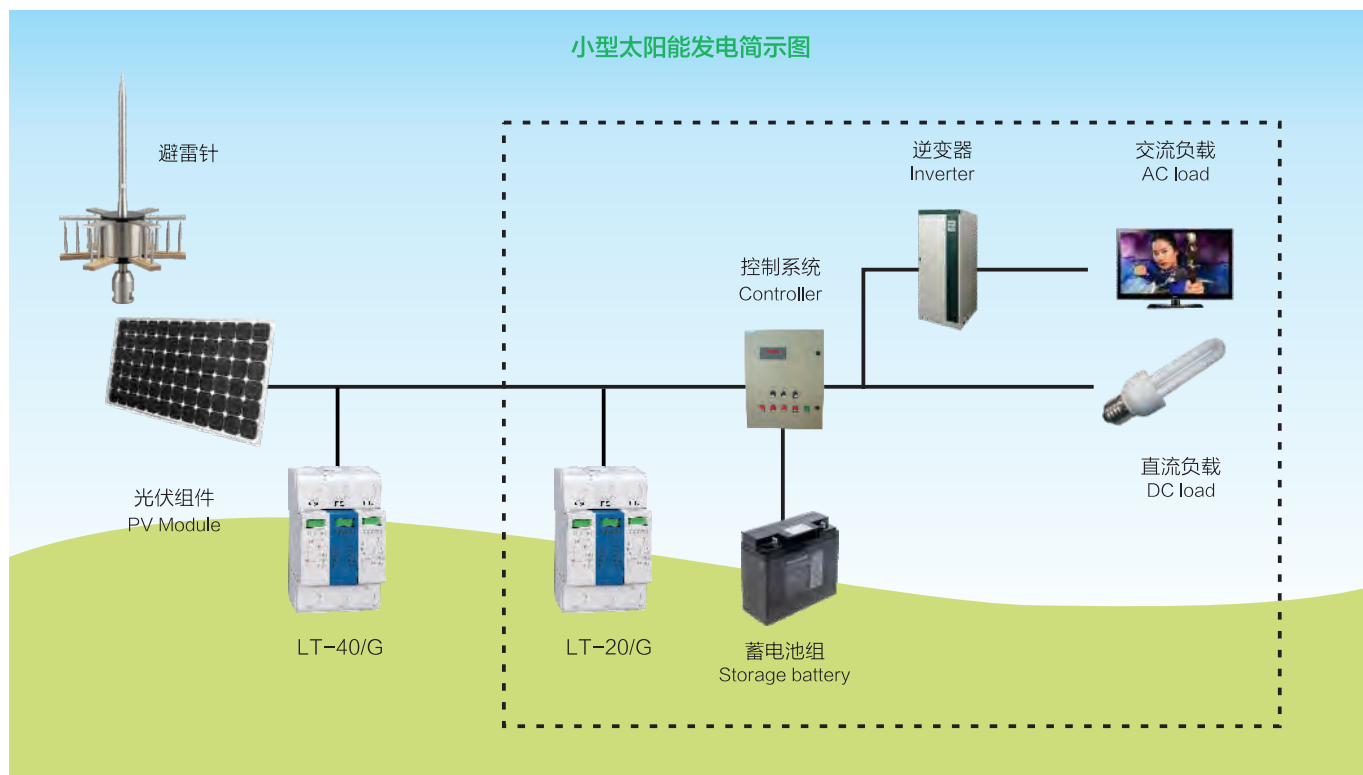 小型太阳能发电简示图
避雷针
逆变器
Inverter
交流负载
AC load
控制系统
Controller
光伏组件
PV Module
直流负载
DC load
LT-40/G
LT-20/G
蓄电池组
Storage battery